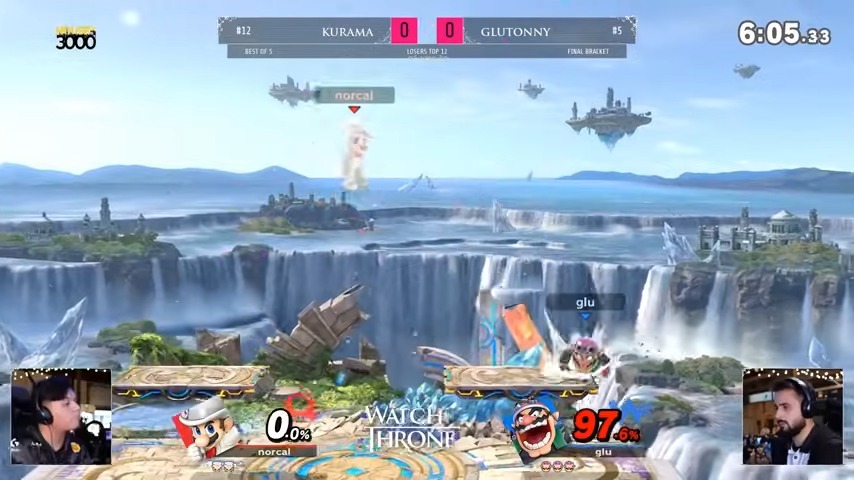 3000
#12 KURAMA 0 0 GLUTONNY #5
BEST OF 5 LOSERS TOP 12 FINAL BRACKET
6:05.33
norcal
glu
0.0%
norcal
WATCH
THRONE
97.6%
glu